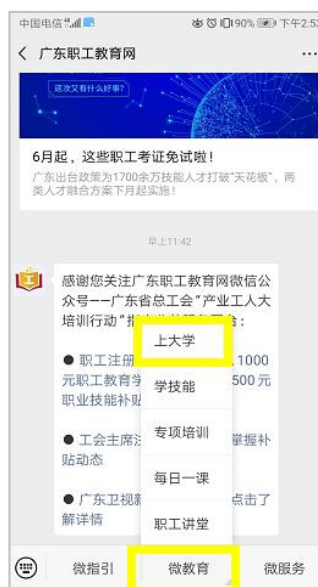 中国电信
90% 下午2:53
广东职工教育网
这次又有什么好事?
6月起，这些职工考证免试啦！
广东出台政策为1700余万技能人才打破"天花板"，两
类人才融合方案下月起实施！
早上11:42
感谢您关注广东职工教育网微信公
众号——广东省总工会"产业工人大
培训行动"指
台：
● 职工注册
1000
元职工教育学
500元
职业技能补贴
● 工会主席注
掌握补
贴动态
● 广东卫视新
点击了
解详情
上大学
学技能
专项培训
每日一课
职工讲堂
微指引
微教育
微服务